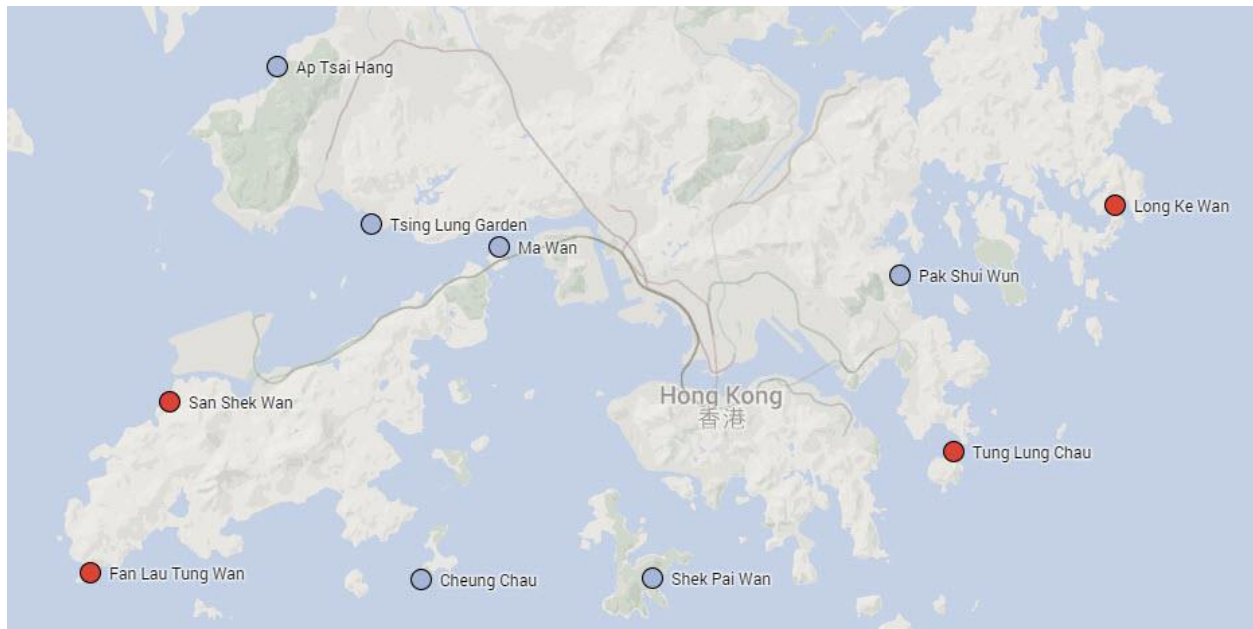 Ap Tsai Hang
Long Ke Wan
Tsing Lung Garden
Ma Wan
Pak Shui Wun
Hong Kong
香港
San Shek Wan
Tung Lung Chau
Fan Lau Tung Wan
Cheung Chau
Shek Pai Wan